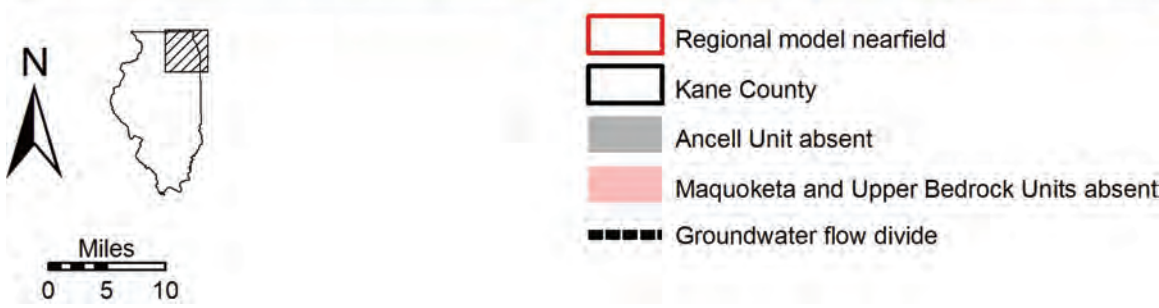 N
Miles
0 5 10
Regional model nearfield
Kane County
Ancell Unit absent
Maquoketa and Upper Bedrock Units absent
Groundwater flow divide